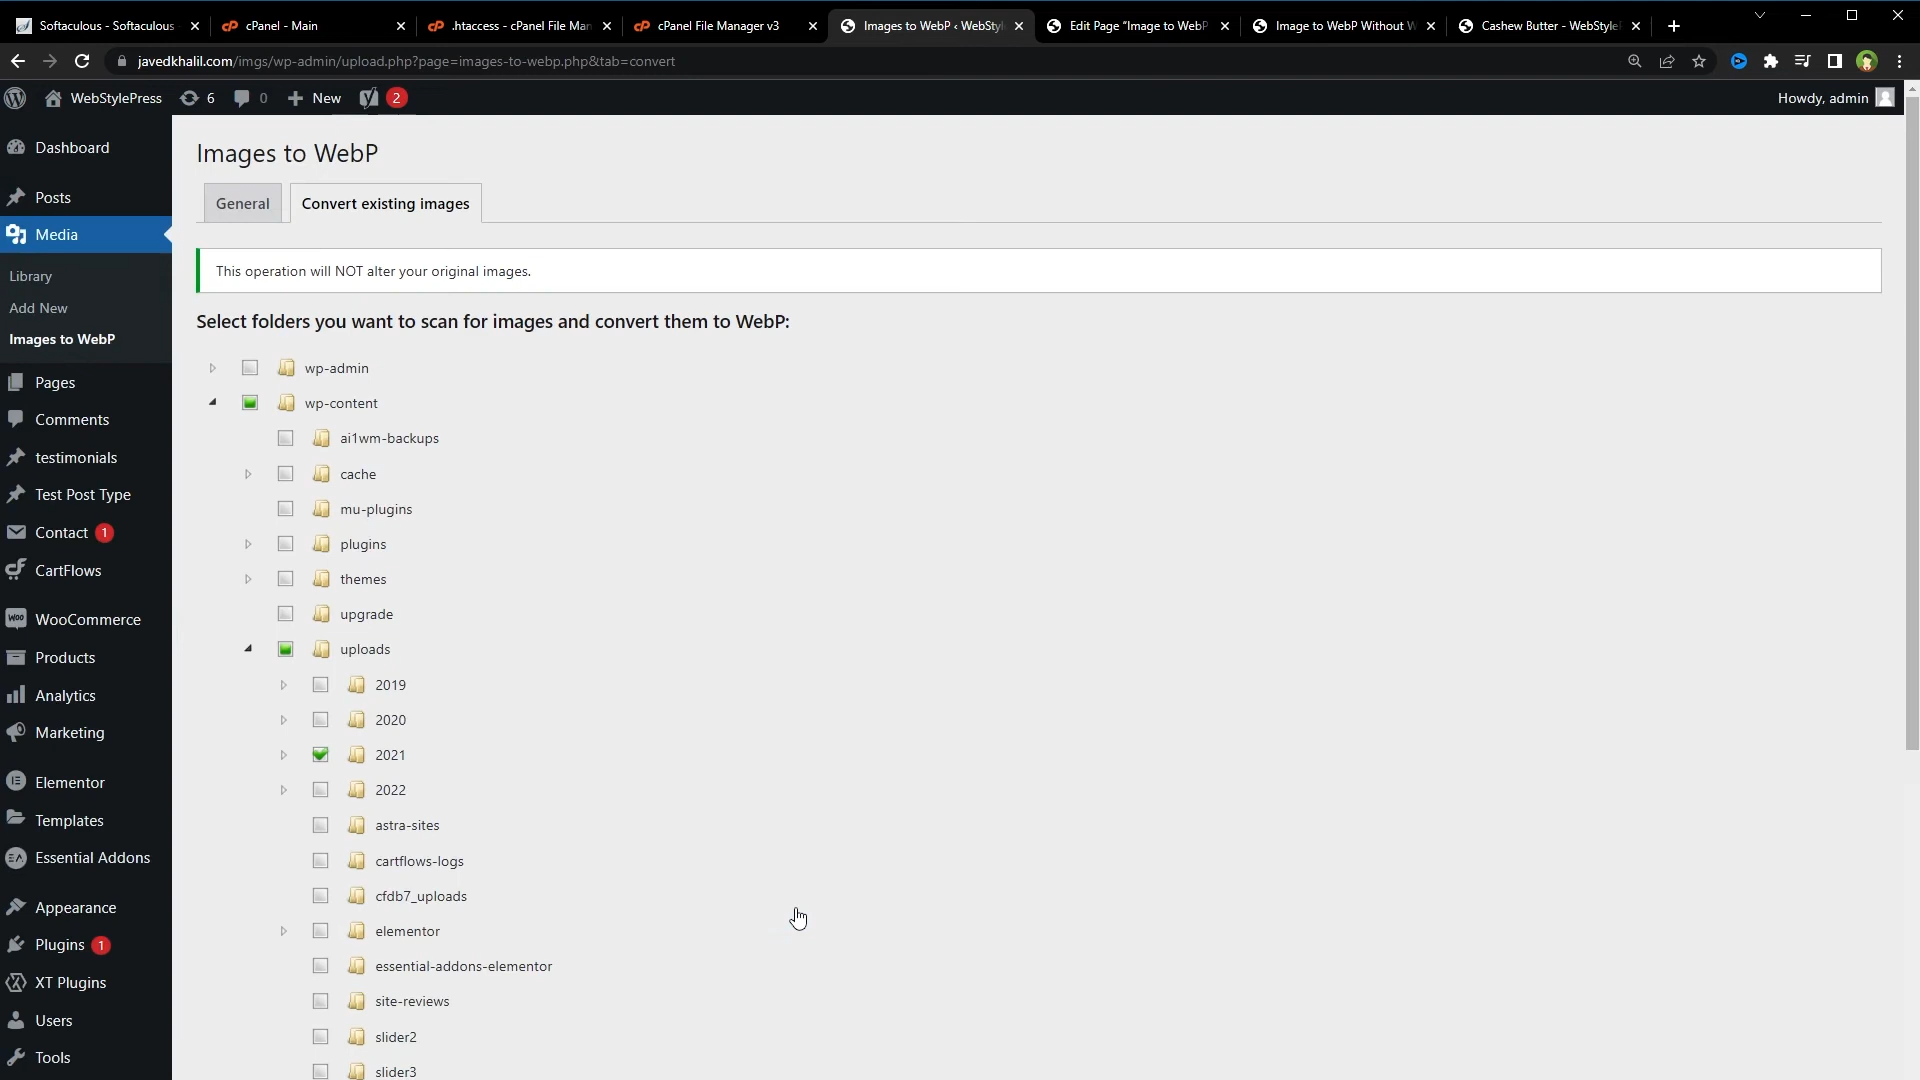 Softaculous - Softaculous
cPanel - Main
.htaccess - cPanel File Man
cPanel File Manager v3
Images to WebP ‹ WebStyl
Edit Page "Image to WebP
Image to WebP Without W
Cashew Butter - WebStyle
javedkhalil.com/imgs/wp-admin/upload.php?page=images-to-webp.php&tab=convert
WebStylePress
6
0
New
2
Howdy, admin
Dashboard
Posts
Media
Library
Add New
Images to WebP
Pages
Comments
testimonials
Test Post Type
Contact 1
CartFlows
WooCommerce
Products
Analytics
Marketing
Elementor
Templates
Essential Addons
Appearance
Plugins 1
XT Plugins
Users
Tools
Images to WebP
General
Convert existing images
This operation will NOT alter your original images.
Select folders you want to scan for images and convert them to WebP:
wp-admin
wp-content
ai1wm-backups
cache
mu-plugins
plugins
themes
upgrade
uploads
2019
2020
2021
2022
astra-sites
cartflows-logs
cfdb7_uploads
elementor
essential-addons-elementor
site-reviews
slider2
slider3